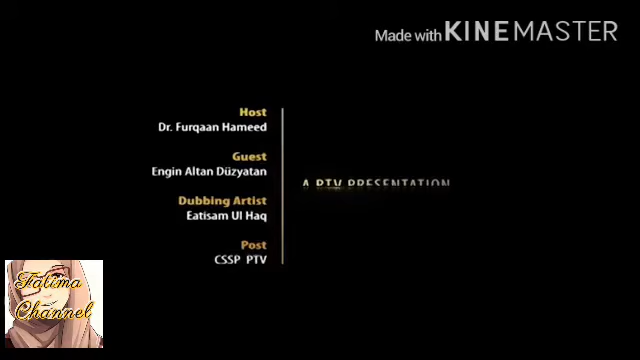 Made with KINEMASTER
Host
Dr. Furqaan Hameed
Guest
Engin Altan Düzyatan
Dubbing Artist
Eatisam Ul Haq
Post
CSSP PTV
A PTV PRESENTATION
Fatima
Channel